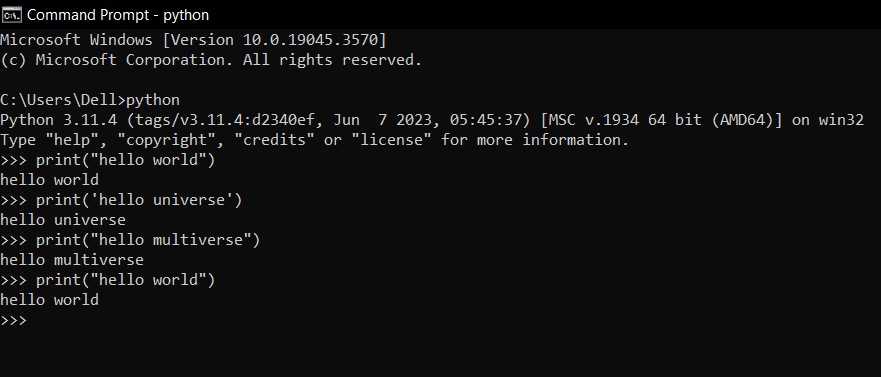 Command Prompt - python
Microsoft Windows [Version 10.0.19045.3570]
(c) Microsoft Corporation. All rights reserved.
C:\Users\Dell>python
Python 3.11.4 (tags/v3.11.4:d2340ef, Jun  7 2023, 05:45:37) [MSC v.1934 64 bit (AMD64)] on win32
Type "help", "copyright", "credits" or "license" for more information.
>>> print("hello world")
hello world
>>> print('hello universe')
hello universe
>>> print("hello multiverse")
hello multiverse
>>> print("hello world")
hello world
>>>